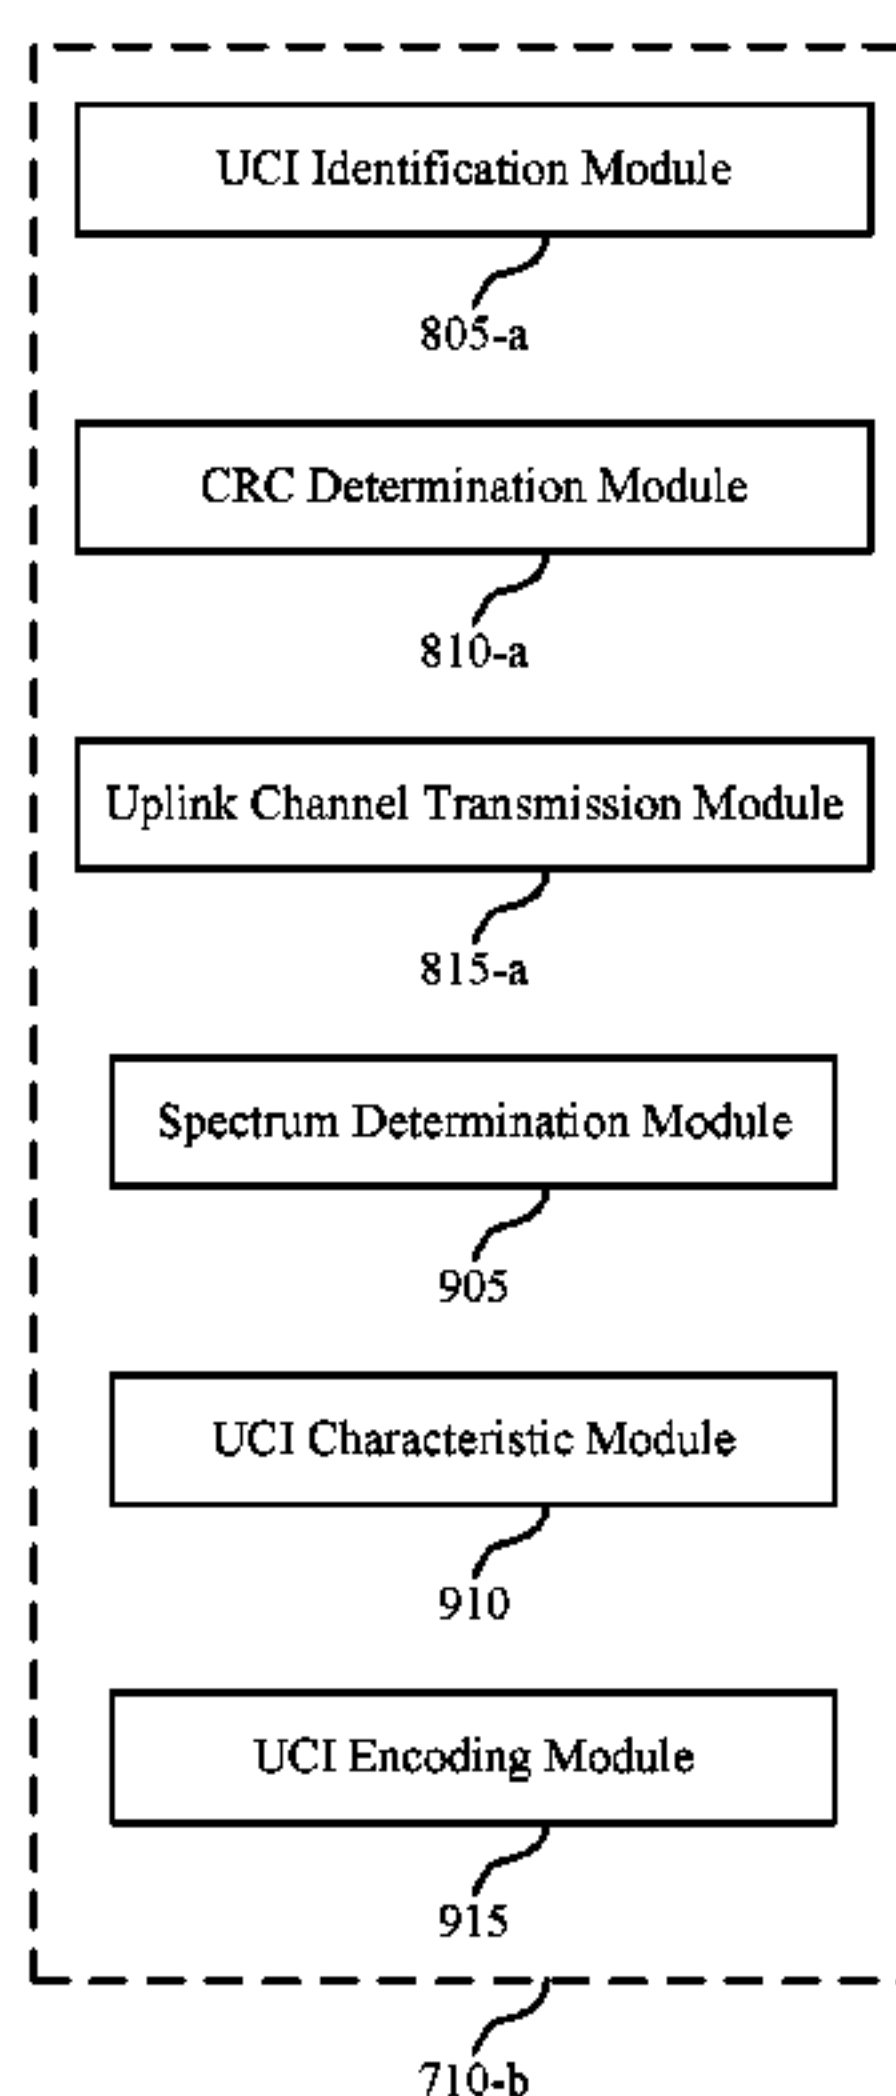 UCI Identification Module
805-a
CRC Determination Module
810-a
Uplink Channel Transmission Module
815-a
Spectrum Determination Module
905
UCI Characteristic Module
910
UCI Encoding Module
915
710-b